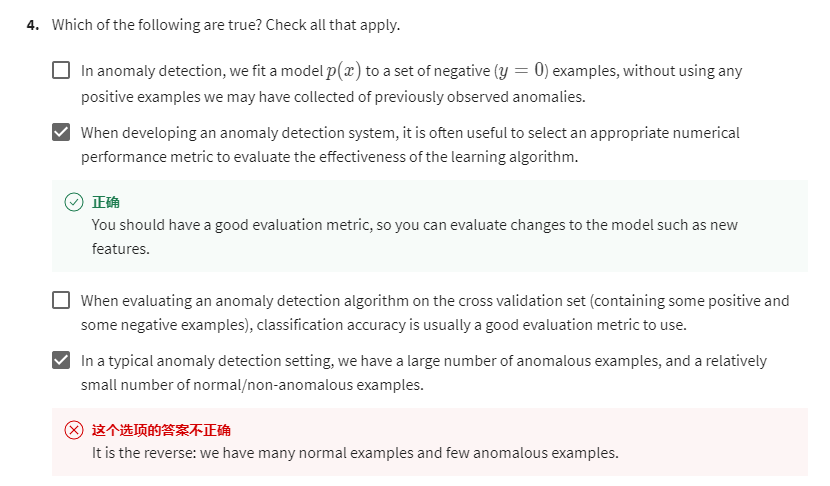 4. Which of the following are true? Check all that apply.
In anomaly detection, we fit a model p(x) to a set of negative (y = 0) examples, without using any
positive examples we may have collected of previously observed anomalies.
When developing an anomaly detection system, it is often useful to select an appropriate numerical
performance metric to evaluate the effectiveness of the learning algorithm.
正确
You should have a good evaluation metric, so you can evaluate changes to the model such as new
features.
When evaluating an anomaly detection algorithm on the cross validation set (containing some positive and
some negative examples), classification accuracy is usually a good evaluation metric to use.
In a typical anomaly detection setting, we have a large number of anomalous examples, and a relatively
small number of normal/non-anomalous examples.
这个选项的答案不正确
It is the reverse: we have many normal examples and few anomalous examples.